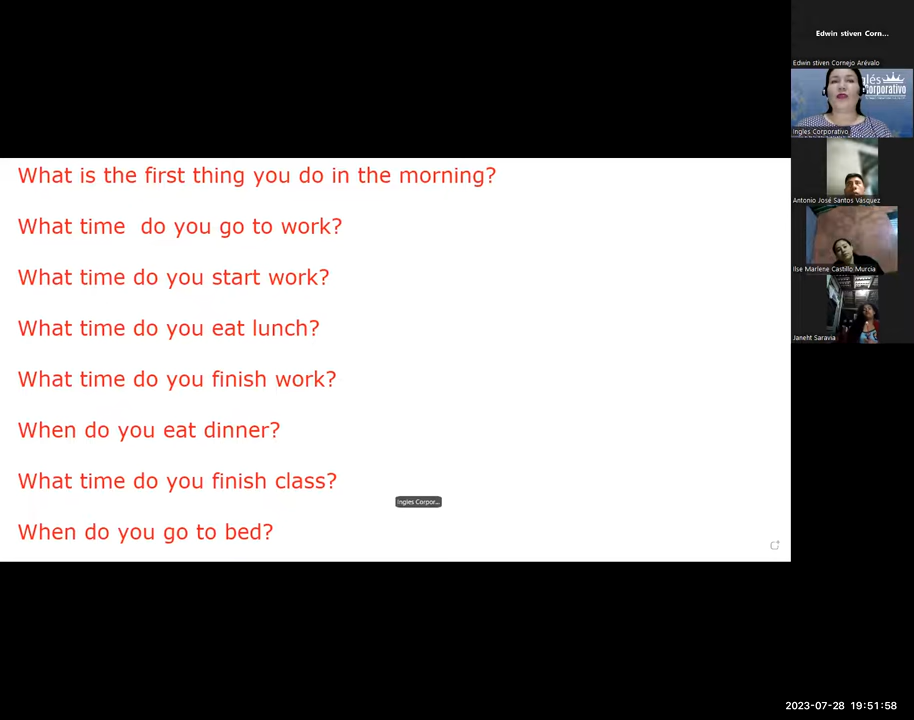 Edwin stiven Corn...
Edwin stiven Cornejo Arévalo
glés
corporativo
Ingles Corporativo
Antonio José Santos Vásquez
Ilse Marlene Castillo Murcia
Janeht Saravia
What is the first thing you do in the morning?
What time do you go to work?
What time do you start work?
What time do you eat lunch?
What time do you finish work?
When do you eat dinner?
What time do you finish class?
Ingles Corpor...
When do you go to bed?
2023-07-28 19:51:58